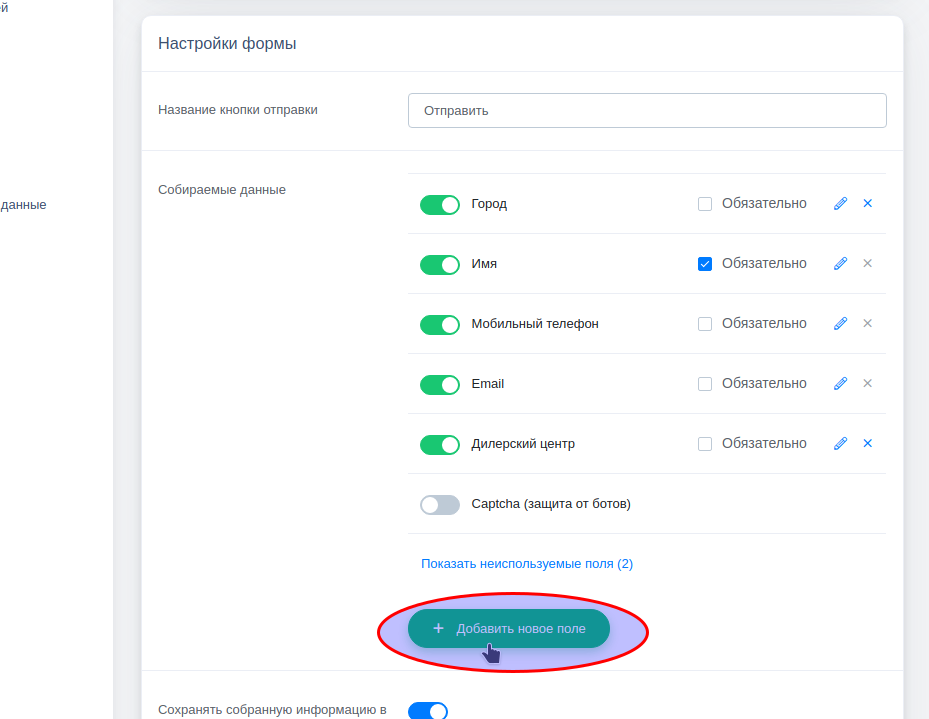 ей
Настройки формы
Название кнопки отправки
Отправить
Собираемые данные
данные
Город
Обязательно
Имя
Обязательно
Мобильный телефон
Обязательно
Email
Обязательно
Дилерский центр
Обязательно
Captcha (защита от ботов)
Показать неиспользуемые поля (2)
+ Добавить новое поле
Сохранять собранную информацию в